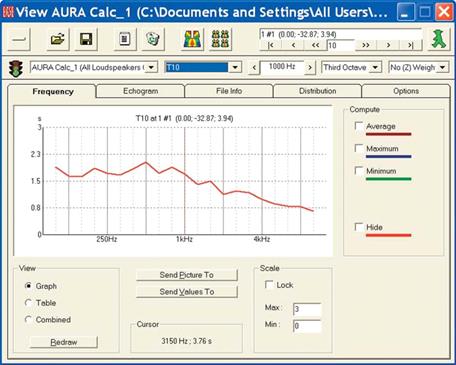 View AURA Calc_1 (C:\Documents and Settings\All Users\...
1 #1 (0.00; -32.87; 3.94)
|< < << 10 >> > >|
AURA Calc_1 (All Loudspeakers (
T10
< 1000 Hz >
Third Octave
No (Z) Weigh
Frequency
Echogram
File Info
Distribution
Options
s
T10 at 1 #1 (0.00; -32.87; 3.94)
3
2.3
1.5
0.8
0
250Hz
1kHz
4kHz
Compute
Average
Maximum
Minimum
Hide
View
Graph
Table
Combined
Redraw
Send Picture To
Send Values To
Cursor
3150 Hz ; 3.76 s
Scale
Lock
Max : 3
Min : 0